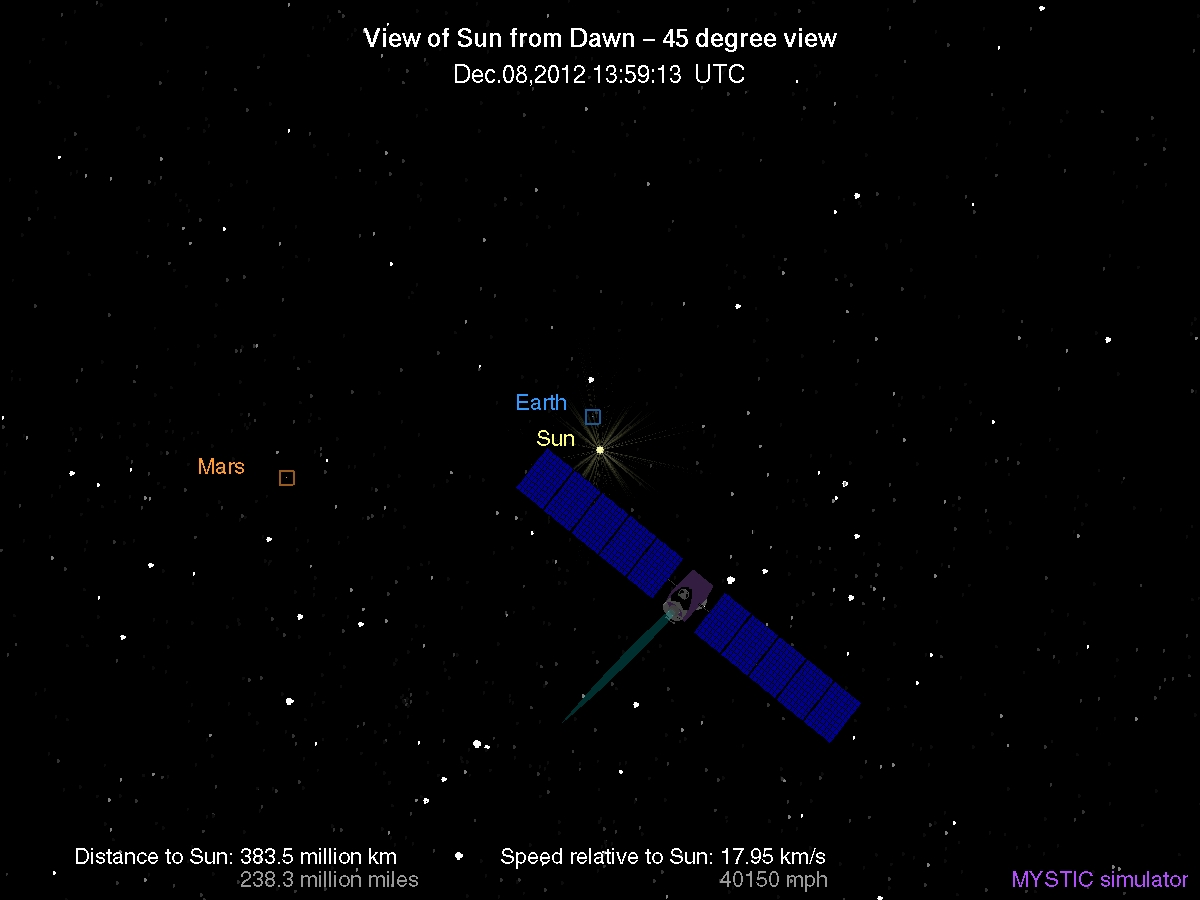 View of Sun from Dawn – 45 degree view
Dec.08,2012 13:59:13 UTC
Earth
Sun
Mars
Distance to Sun: 383.5 million km
238.3 million miles
Speed relative to Sun: 17.95 km/s
40150 mph
MYSTIC simulator